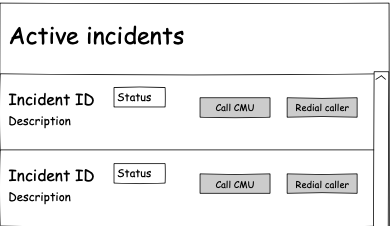 Active incidents
Incident ID Status
Call CMU Redial caller
Description
Incident ID Status
Call CMU Redial caller
Description